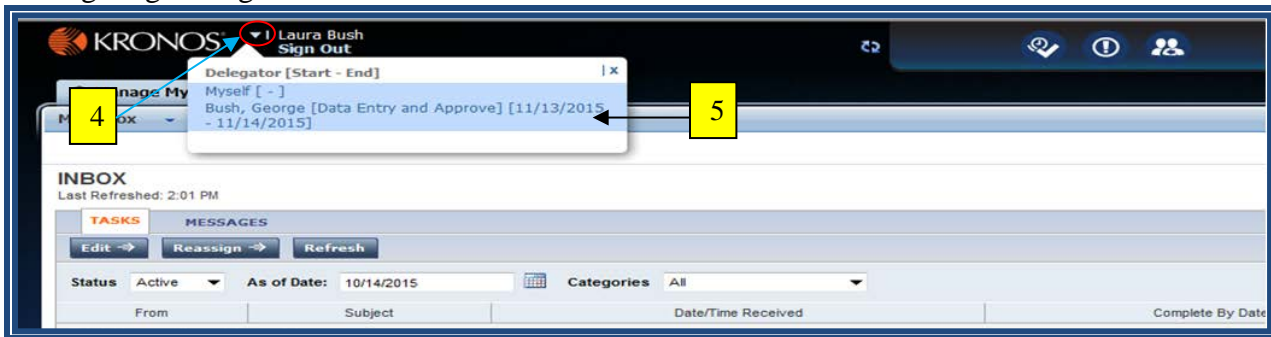 KRONOS Laura Bush
Sign Out
Delegator [Start - End] | x
Myself [ - ]
Bush, George [Data Entry and Approve] [11/13/2015
- 11/14/2015]
nage My
4
5
INBOX
Last Refreshed: 2:01 PM
TASKS MESSAGES
Edit Reassign Refresh
Status Active As of Date: 10/14/2015 Categories All
From Subject Date/Time Received Complete By Date